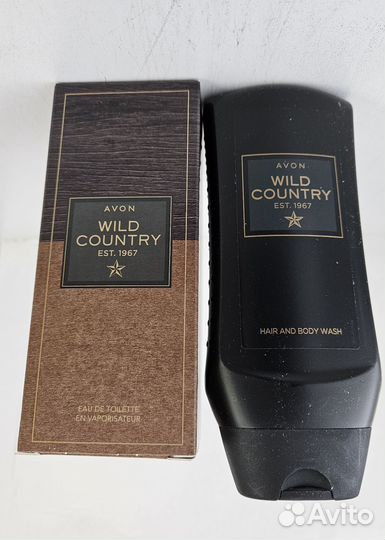 AVON
WILD
COUNTRY
EST. 1967
EAU DE TOILETTE
EN VAPORISATEUR
AVON
WILD
COUNTRY
EST. 1967
HAIR AND BODY WASH
Avito